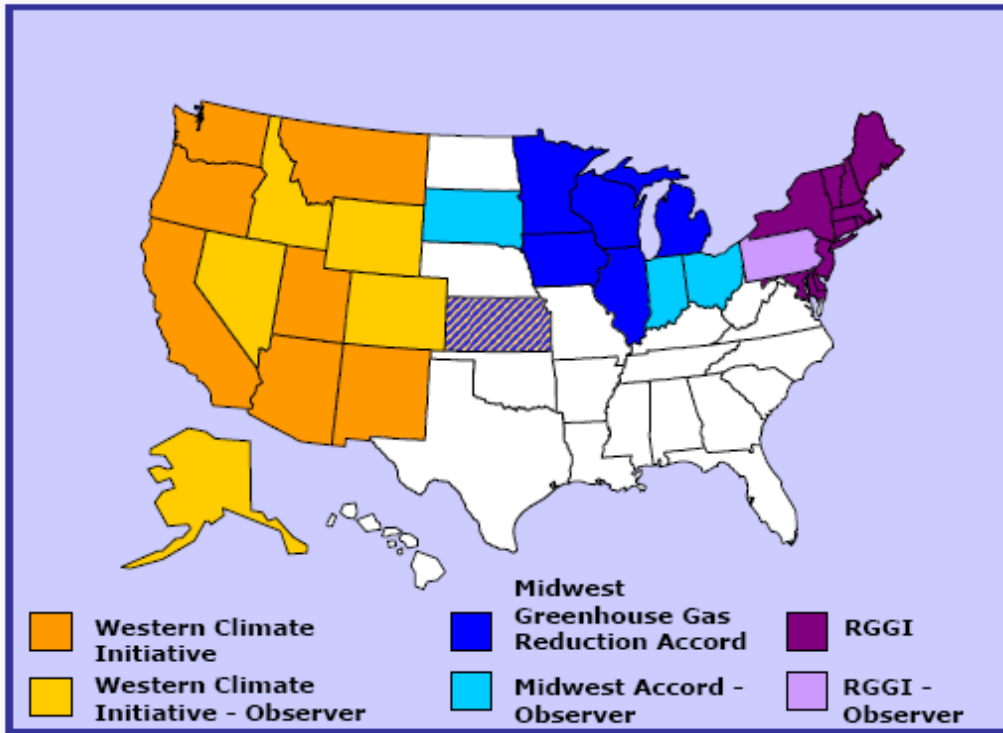 Western Climate
Initiative
Western Climate
Initiative - Observer
Midwest
Greenhouse Gas
Reduction Accord
Midwest Accord -
Observer
RGGI
RGGI -
Observer